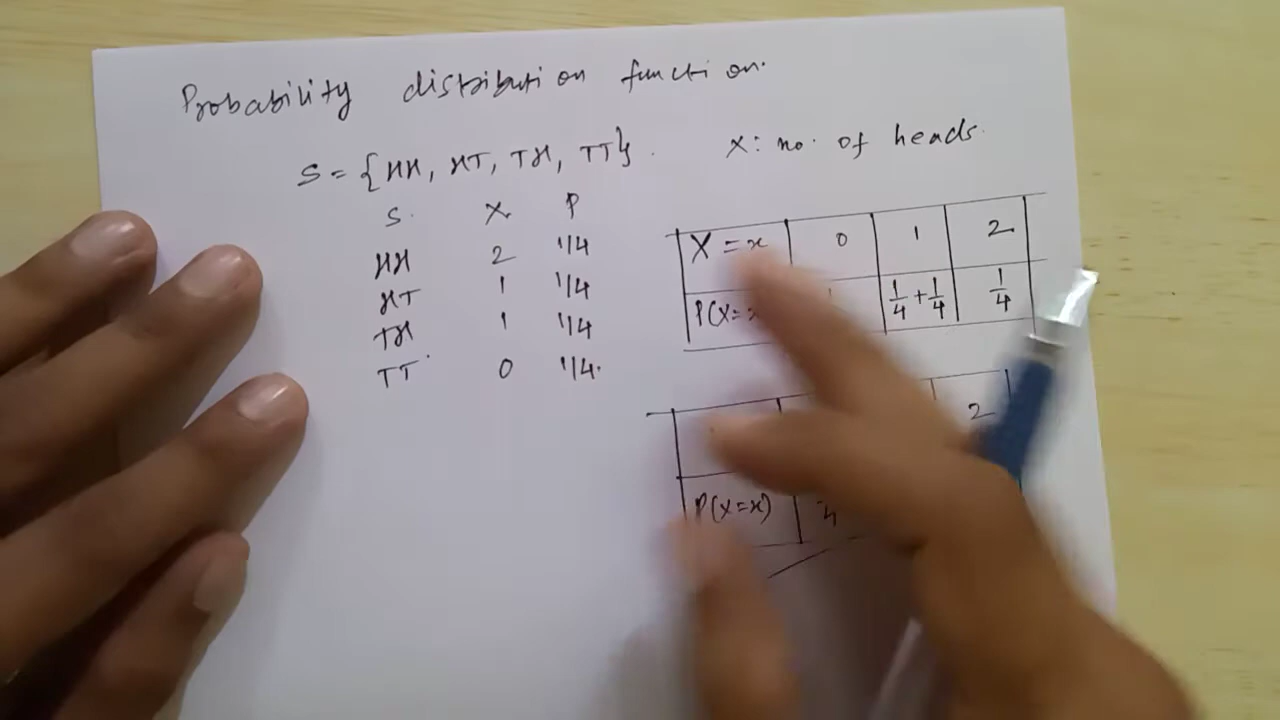 Probability distribution function.
S = {HH, HT, TH, TT}.
X: no. of heads.
S. X P
HH 2 1/4
HT 1 1/4
TH 1 1/4
TT 0 1/4.
X = x 0 1 2
P(X= 1/4 + 1/4 1/4
2
P(X=x)